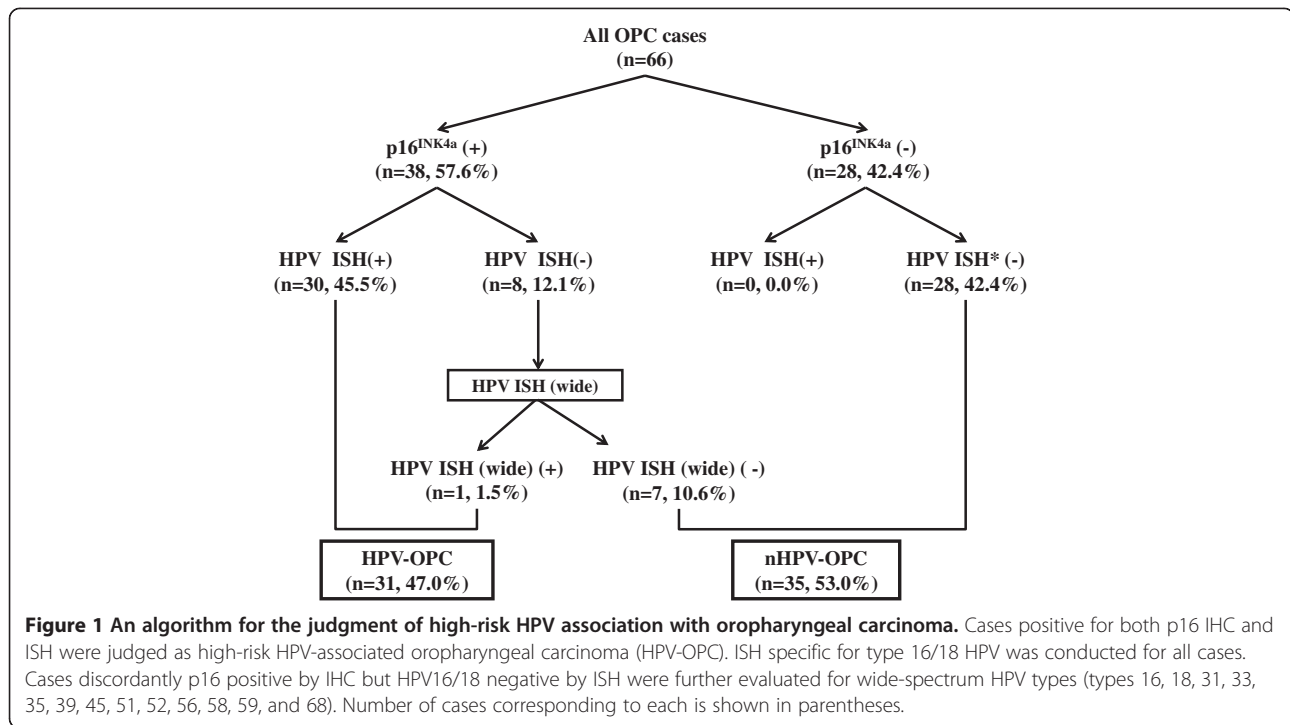 All OPC cases
(n=66)
p16INK4a (+)
(n=38, 57.6%)
p16INK4a (-)
(n=28, 42.4%)
HPV ISH(+)
(n=30, 45.5%)
HPV ISH(-)
(n=8, 12.1%)
HPV ISH(+)
(n=0, 0.0%)
HPV ISH* (-)
(n=28, 42.4%)
HPV ISH (wide)
HPV ISH (wide) (+)
(n=1, 1.5%)
HPV ISH (wide) ( -)
(n=7, 10.6%)
HPV-OPC
(n=31, 47.0%)
nHPV-OPC
(n=35, 53.0%)
Figure 1 An algorithm for the judgment of high-risk HPV association with oropharyngeal carcinoma. Cases positive for both p16 IHC and
ISH were judged as high-risk HPV-associated oropharyngeal carcinoma (HPV-OPC). ISH specific for type 16/18 HPV was conducted for all cases.
Cases discordantly p16 positive by IHC but HPV16/18 negative by ISH were further evaluated for wide-spectrum HPV types (types 16, 18, 31, 33,
35, 39, 45, 51, 52, 56, 58, 59, and 68). Number of cases corresponding to each is shown in parentheses.